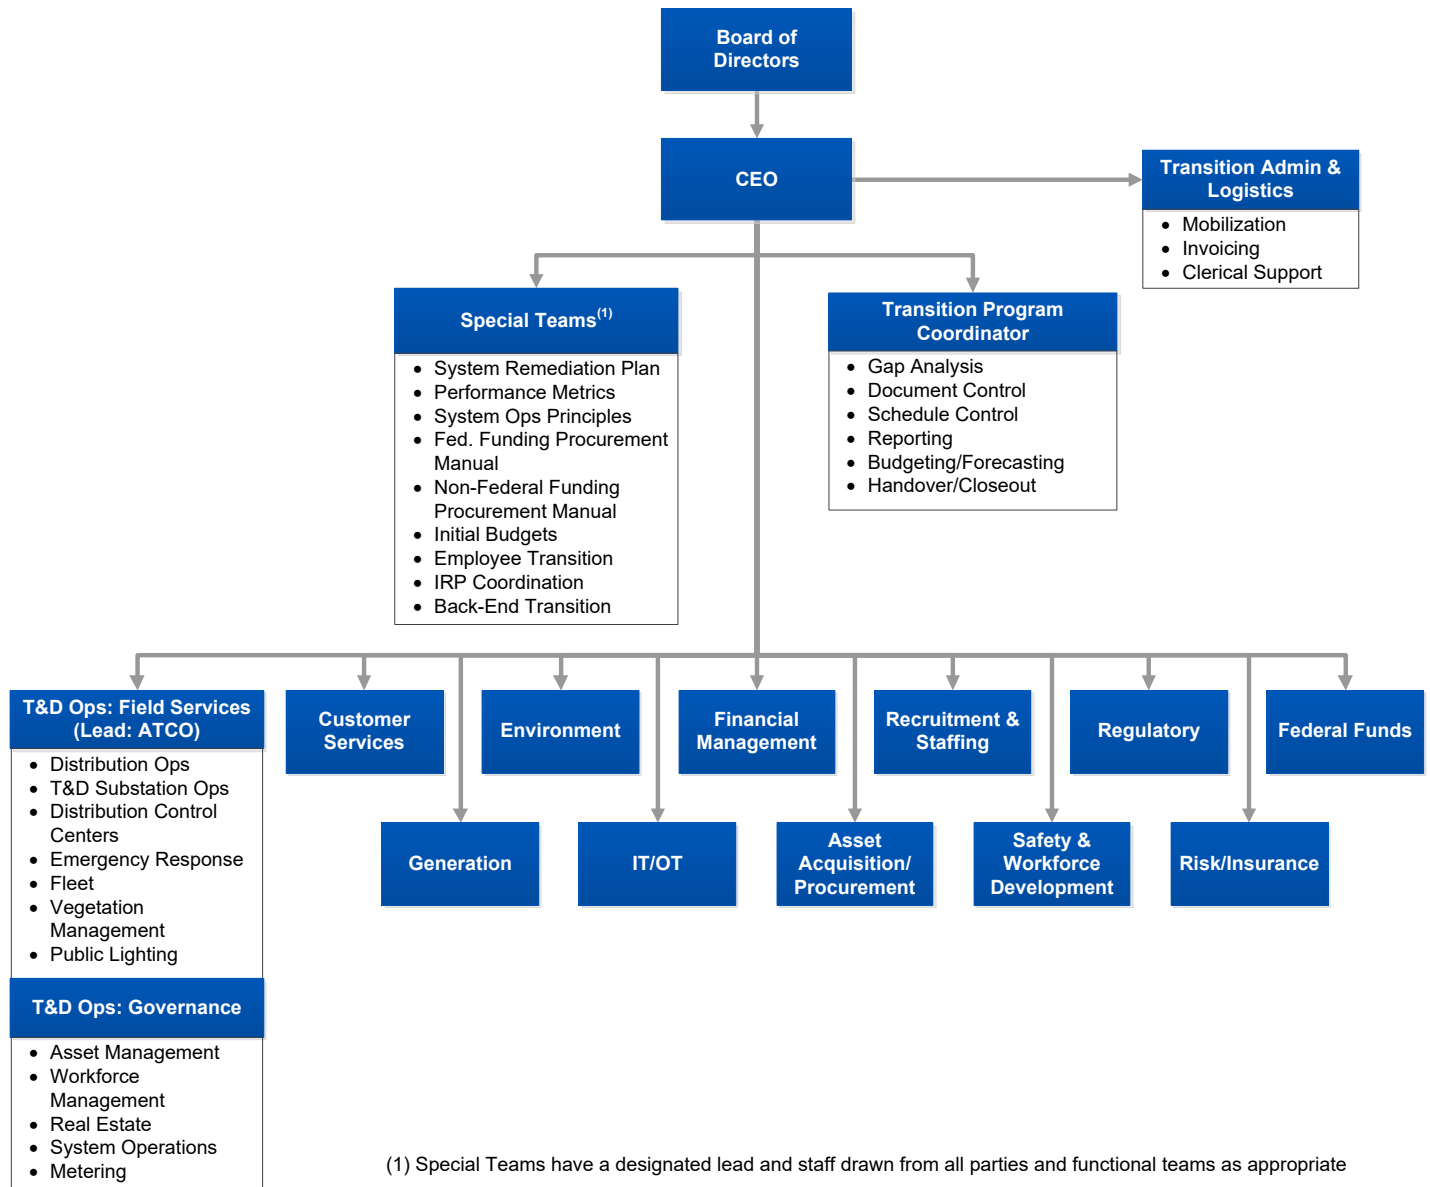 Board of
Directors
CEO
Transition Admin &
Logistics
• Mobilization
• Invoicing
• Clerical Support
Special Teams(1)
• System Remediation Plan
• Performance Metrics
• System Ops Principles
• Fed. Funding Procurement
Manual
• Non-Federal Funding
Procurement Manual
• Initial Budgets
• Employee Transition
• IRP Coordination
• Back-End Transition
Transition Program
Coordinator
• Gap Analysis
• Document Control
• Schedule Control
• Reporting
• Budgeting/Forecasting
• Handover/Closeout
T&D Ops: Field Services
(Lead: ATCO)
• Distribution Ops
• T&D Substation Ops
• Distribution Control
Centers
• Emergency Response
• Fleet
• Vegetation
Management
• Public Lighting
T&D Ops: Governance
• Asset Management
• Workforce
Management
• Real Estate
• System Operations
• Metering
Customer
Services
Environment
Financial
Management
Recruitment &
Staffing
Regulatory
Federal Funds
Generation
IT/OT
Asset
Acquisition/
Procurement
Safety &
Workforce
Development
Risk/Insurance
(1) Special Teams have a designated lead and staff drawn from all parties and functional teams as appropriate